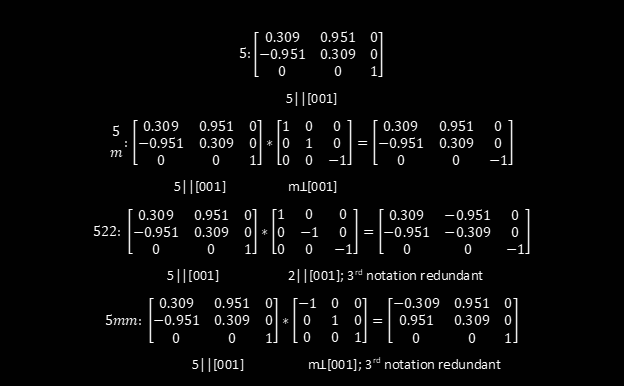 5: [0.309 0.951 0
−0.951 0.309 0
0 0 1]
5||[001]
5
m : [0.309 0.951 0
−0.951 0.309 0
0 0 1] * [1 0 0
0 1 0
0 0 −1] = [0.309 0.951 0
−0.951 0.309 0
0 0 −1]
5||[001] m⊥[001]
522: [0.309 0.951 0
−0.951 0.309 0
0 0 1] * [1 0 0
0 −1 0
0 0 −1] = [0.309 −0.951 0
−0.951 −0.309 0
0 0 −1]
5||[001] 2||[001]; 3rd notation redundant
5mm: [0.309 0.951 0
−0.951 0.309 0
0 0 1] * [−1 0 0
0 1 0
0 0 1] = [−0.309 0.951 0
0.951 0.309 0
0 0 1]
5||[001] m⊥[001]; 3rd notation redundant